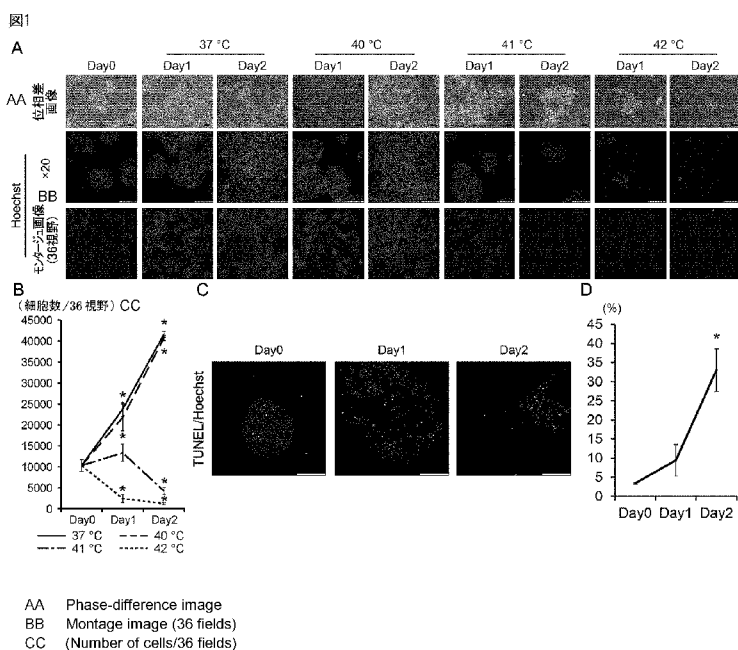 図1
A
37 °C 40 °C 41 °C 42 °C
Day0 Day1 Day2 Day1 Day2 Day1 Day2 Day1 Day2
AA 位相差画像
Hoechst
×20
BB モンタージュ画像(36視野)
B
(細胞数/36 視野) CC
45000
40000
35000
30000
25000
20000
15000
10000
5000
0
Day0 Day1 Day2
37 °C 40 °C
41 °C 42 °C
* * * * * * * *
C
Day0 Day1 Day2
TUNEL/Hoechst
D
(%)
45
40
35
30
25
20
15
10
5
0
*
Day0 Day1 Day2
AA Phase-difference image
BB Montage image (36 fields)
CC (Number of cells/36 fields)